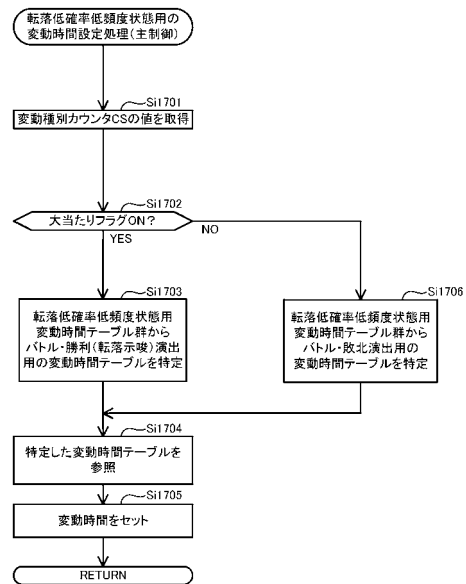 転落低確率低頻度状態用の
変動時間設定処理(主制御)
Si1701
変動種別カウンタCSの値を取得
Si1702
大当たりフラグON?
NO
YES
Si1703
転落低確率低頻度状態用
変動時間テーブル群から
バトル・勝利(転落示唆)演出
用の変動時間テーブルを特定
Si1706
転落低確率低頻度状態用
変動時間テーブル群から
バトル・敗北演出用の
変動時間テーブルを特定
Si1704
特定した変動時間テーブルを
参照
Si1705
変動時間をセット
RETURN